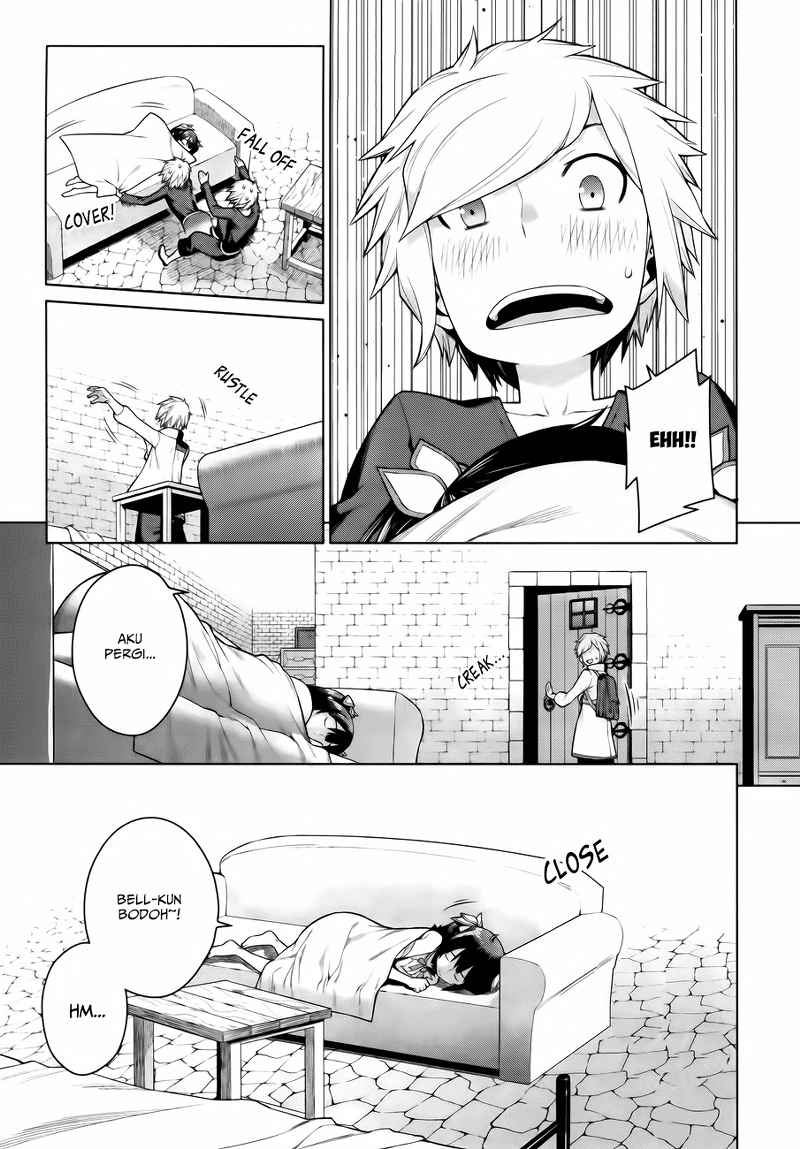 EHH!!
FALL OFF
COVER!
RUSTLE
AKU
PERGI...
CREAK...
CLOSE
BELL-KUN
BODOH~!
HM...